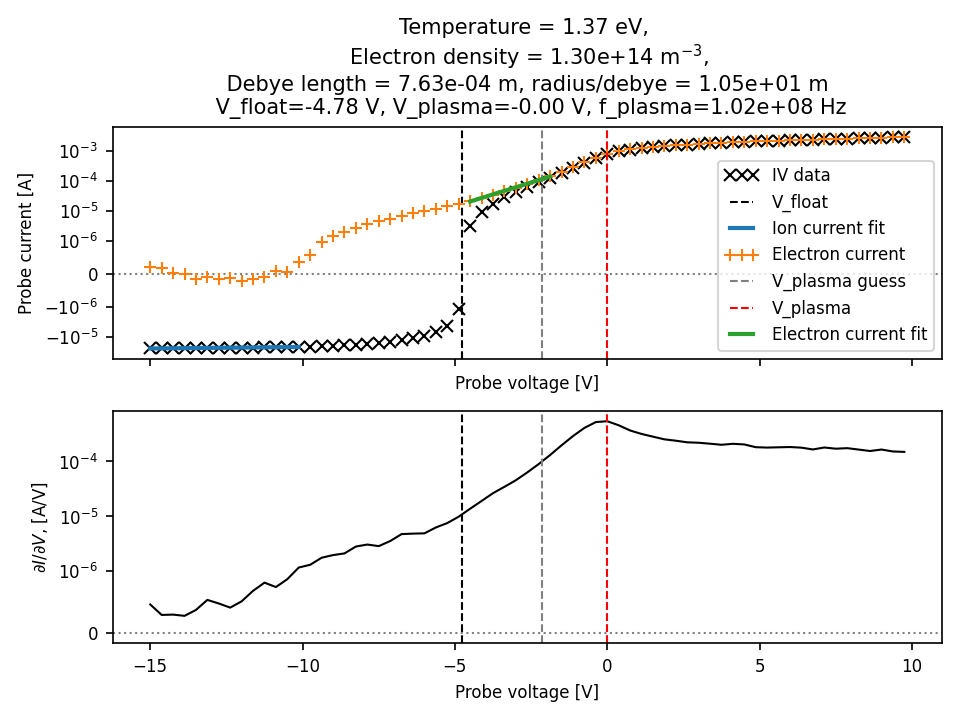 Temperature = 1.37 eV,
Electron density = 1.30e+14 m⁻³,
Debye length = 7.63e-04 m, radius/debye = 1.05e+01 m
V_float=-4.78 V, V_plasma=-0.00 V, f_plasma=1.02e+08 Hz
Probe current [A]
10⁻³
10⁻⁴
10⁻⁵
10⁻⁶
0
−10⁻⁶
−10⁻⁵
IV data
V_float
Ion current fit
Electron current
V_plasma guess
V_plasma
Electron current fit
Probe voltage [V]
∂I/∂V, [A/V]
10⁻⁴
10⁻⁵
10⁻⁶
0
−15 −10 −5 0 5 10
Probe voltage [V]